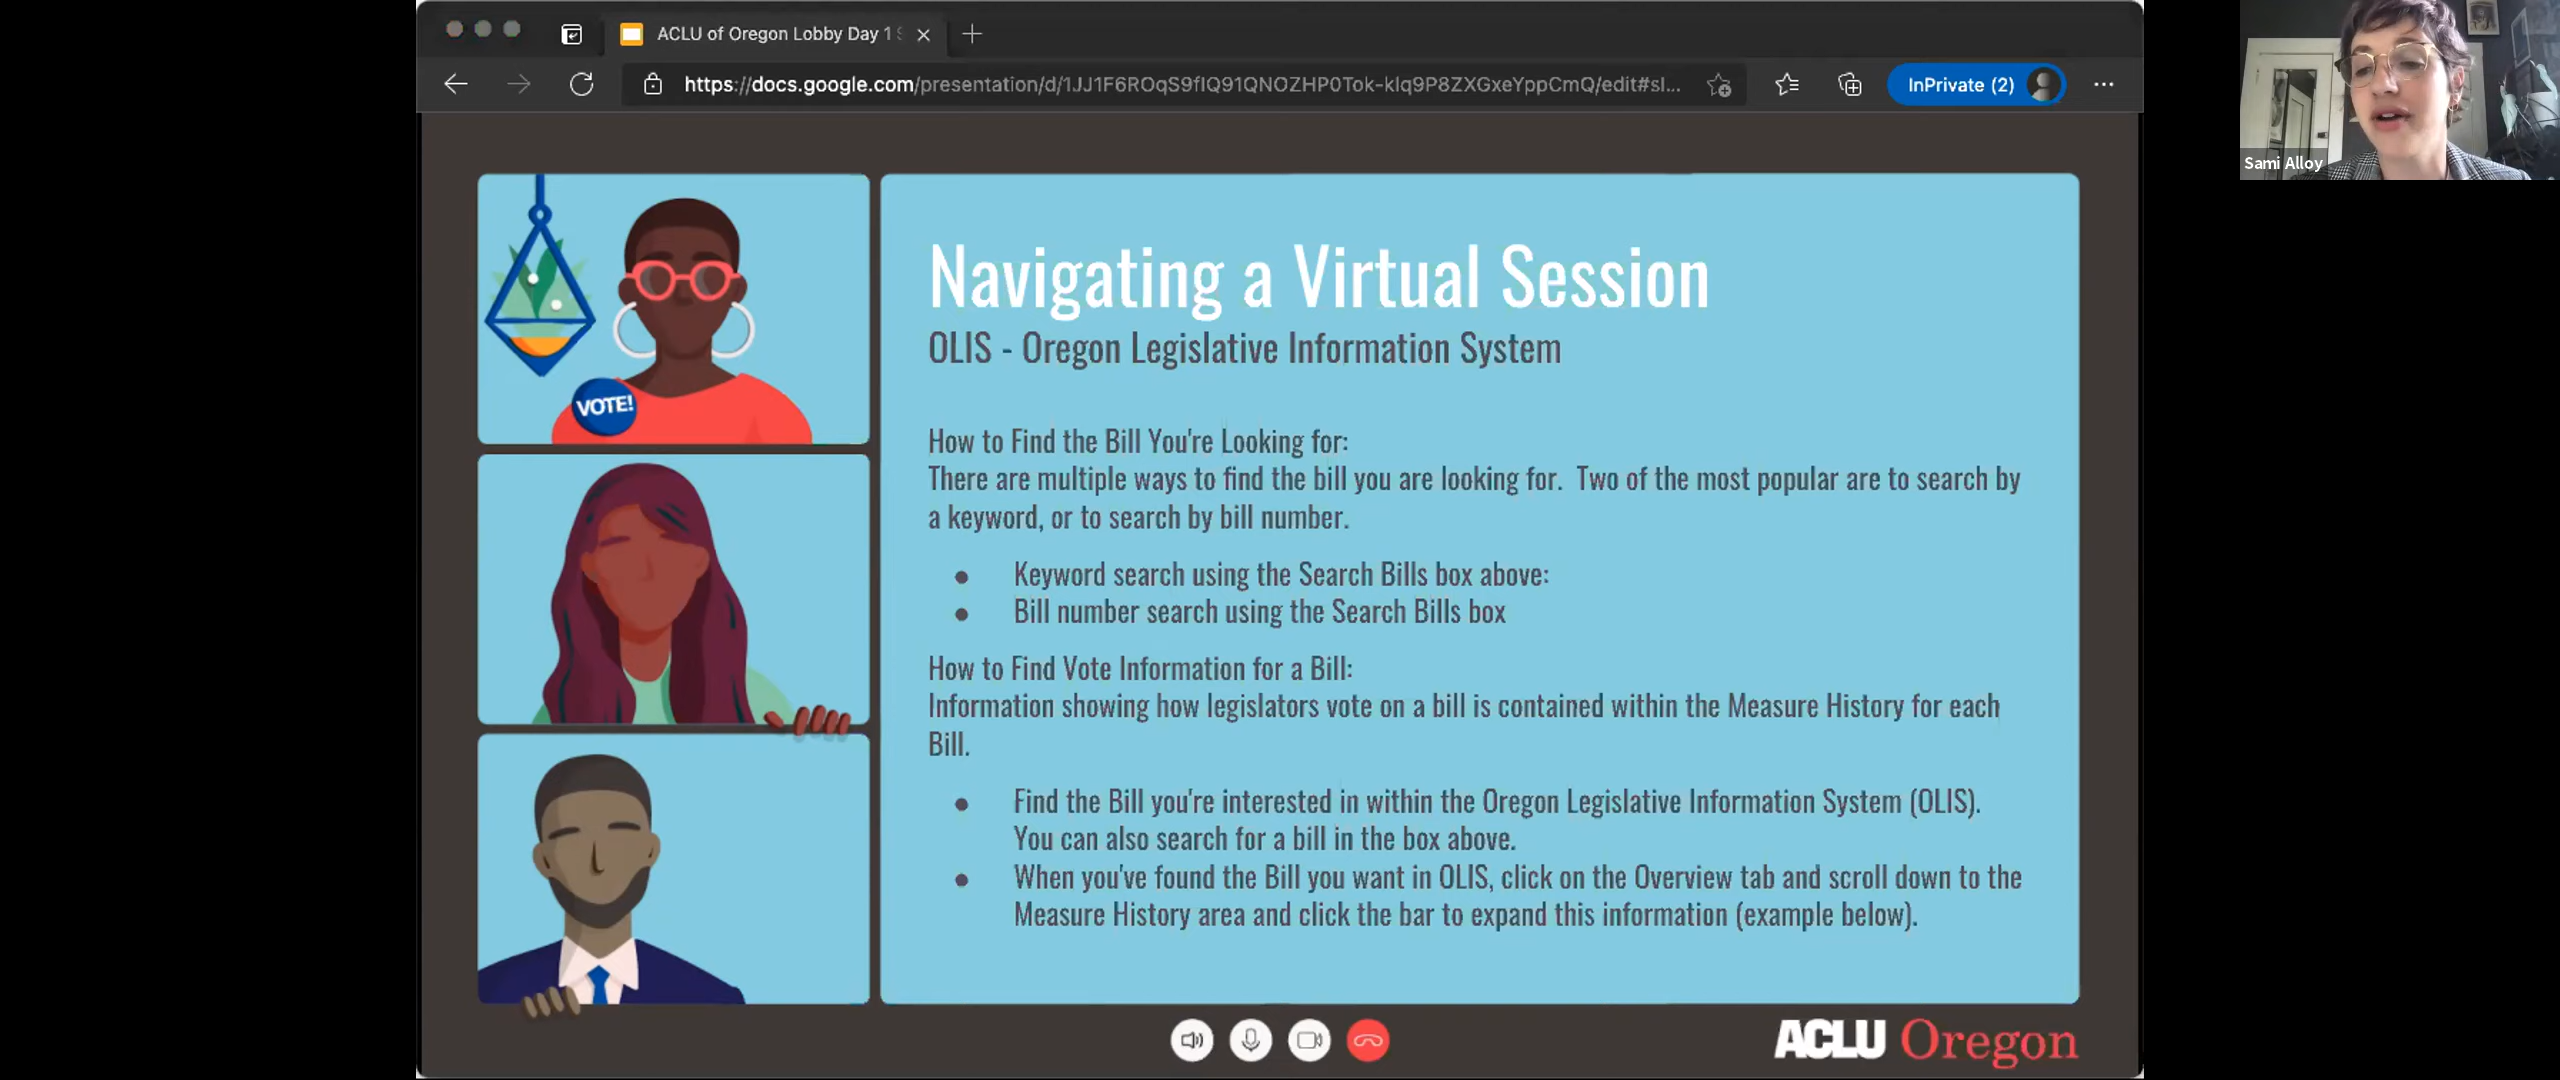 ACLU of Oregon Lobby Day 1
https://docs.google.com/presentation/d/1JJ1F6ROqS9flQ91QNOZHP0Tok-klq9P8ZXGxeYppCmQ/edit#sl...
InPrivate (2)
Sami Alloy
VOTE!
Navigating a Virtual Session
OLIS - Oregon Legislative Information System
How to Find the Bill You're Looking for:
There are multiple ways to find the bill you are looking for. Two of the most popular are to search by
a keyword, or to search by bill number.
● Keyword search using the Search Bills box above:
● Bill number search using the Search Bills box
How to Find Vote Information for a Bill:
Information showing how legislators vote on a bill is contained within the Measure History for each
Bill.
● Find the Bill you're interested in within the Oregon Legislative Information System (OLIS).
You can also search for a bill in the box above.
● When you've found the Bill you want in OLIS, click on the Overview tab and scroll down to the
Measure History area and click the bar to expand this information (example below).
ACLU Oregon